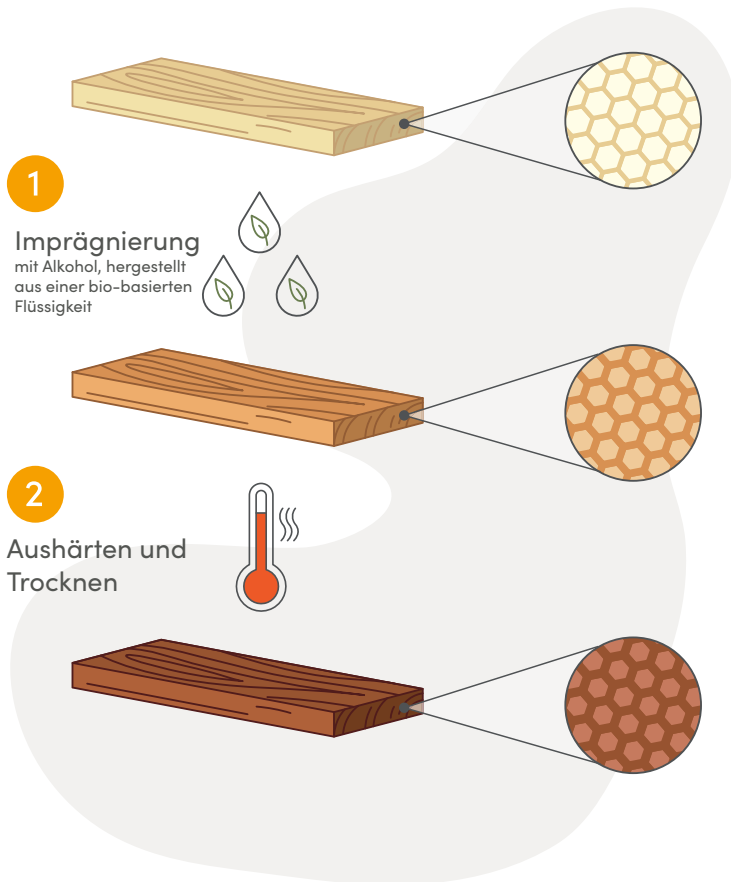 1
Imprägnierung
mit Alkohol, hergestellt
aus einer bio-basierten
Flüssigkeit
2
Aushärten und
Trocknen